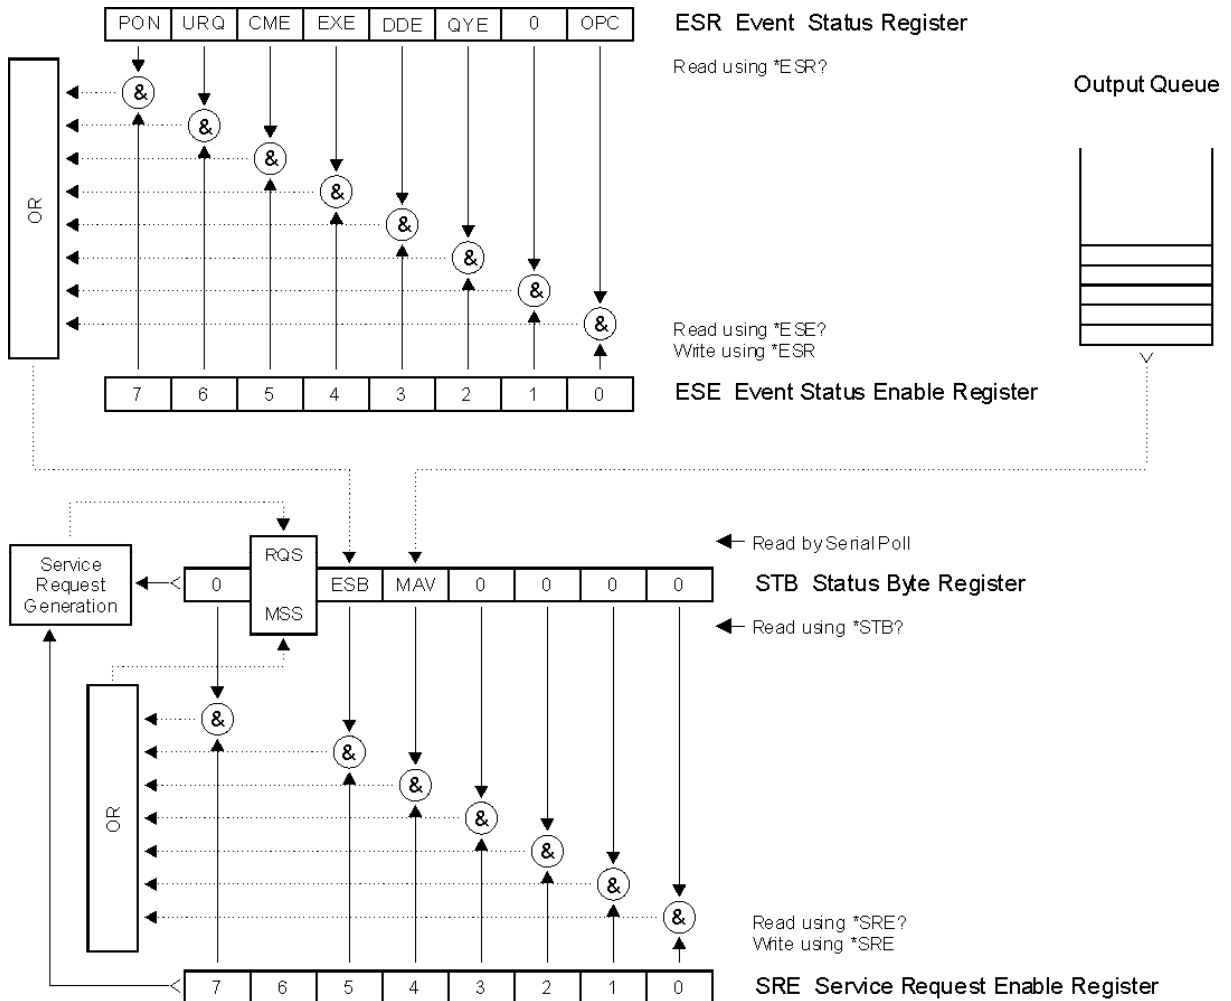 PON URQ CME EXE DDE QYE 0 OPC
ESR Event Status Register
Read using *ESR?
Output Queue
&
&
&
&
&
&
&
&
OR
Read using *ESE?
Write using *ESR
7 6 5 4 3 2 1 0
ESE Event Status Enable Register
Service
Request
Generation
RQS
MSS
Read by Serial Poll
0 ESB MAV 0 0 0 0
STB Status Byte Register
Read using *STB?
&
&
&
&
&
&
&
OR
Read using *SRE?
Write using *SRE
7 6 5 4 3 2 1 0
SRE Service Request Enable Register